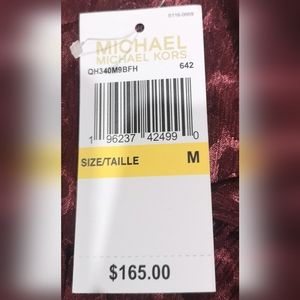 MICHAEL
MICHAEL KORS
QH340M9BFH 642
1 96237 42499 0
SIZE/TAILLE M
$165.00